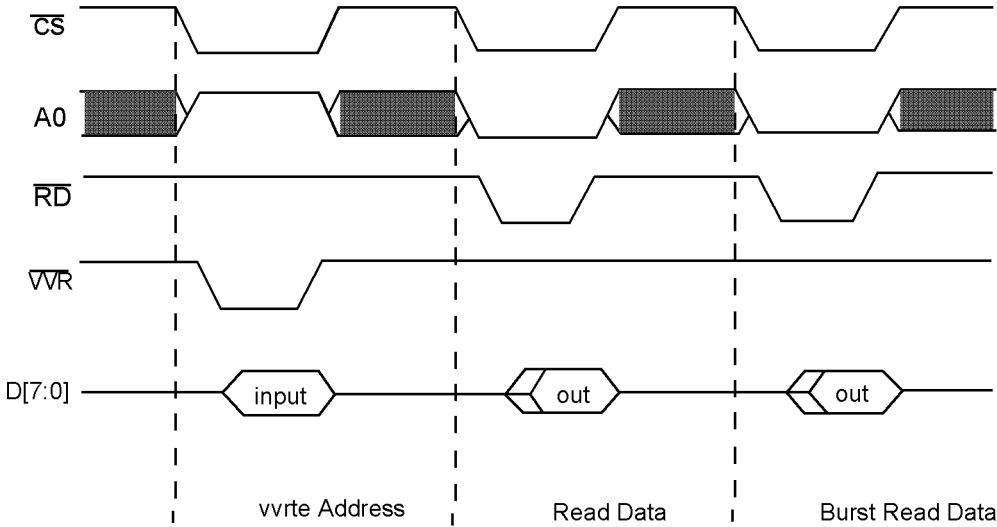 CS
A0
RD
VVR
D[7:0] input out out
vvrte Address Read Data Burst Read Data